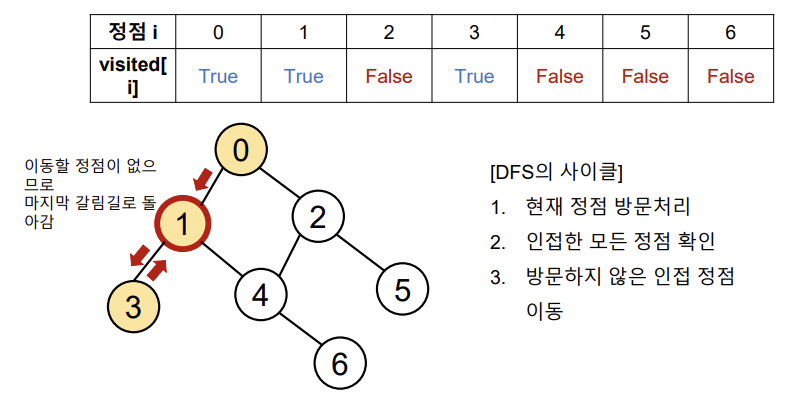 정점 i 0 1 2 3 4 5 6
visited[
i] True True False True False False False
이동할 정점이 없으
므로
마지막 갈림길로 돌
아감
0
1
2
3
4
5
6
[DFS의 사이클]
1. 현재 정점 방문처리
2. 인접한 모든 정점 확인
3. 방문하지 않은 인접 정점
이동